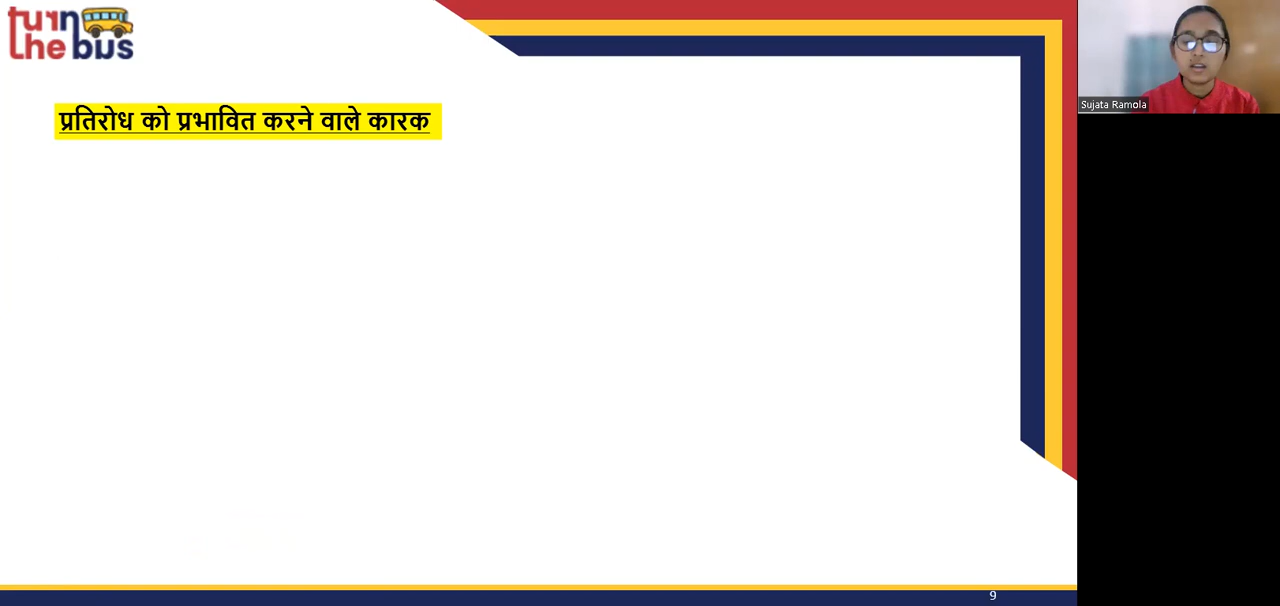 turn
the bus
Sujata Ramola
प्रतिरोध को प्रभावित करने वाले कारक
9